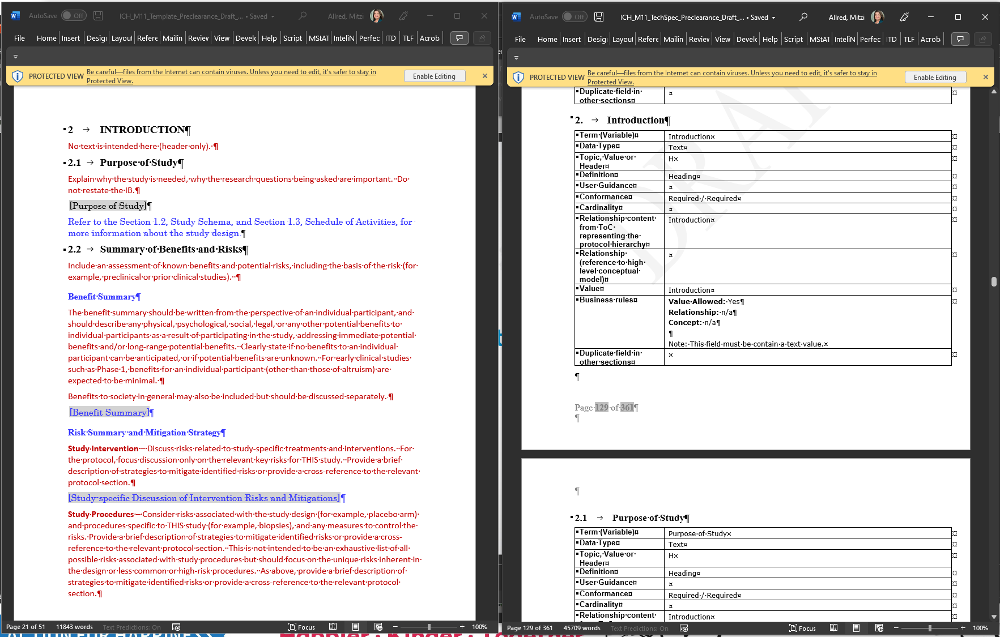 AutoSave Off ICH_M11_Template_Preclearance_Draft_... • Saved Allred, Mitzi
File Home Insert Design Layout Refere Mailin Review View Develo Help Script MStAT InteliN Perfec ITD TLF Acrob
PROTECTED VIEW Be careful—files from the Internet can contain viruses. Unless you need to edit, it's safer to stay in Protected View. Enable Editing
2 → INTRODUCTION¶
No text is intended here (header only). ¶
2.1 → Purpose of Study¶
Explain why the study is needed, why the research questions being asked are important. Do
not restate the IB.¶
[Purpose of Study]¶
Refer to the Section 1.2, Study Schema, and Section 1.3, Schedule of Activities, for
more information about the study design.¶
2.2 → Summary of Benefits and Risks¶
Include an assessment of known benefits and potential risks, including the basis of the risk (for
example, preclinical or prior clinical studies). ¶
Benefit Summary¶
The benefit summary should be written from the perspective of an individual participant, and
should describe any physical, psychological, social, legal, or any other potential benefits to
individual participants as a result of participating in the study, addressing immediate potential
benefits and/or long-range potential benefits. Clearly state if no benefits to an individual
participant can be anticipated, or if potential benefits are unknown. For early clinical studies
such as Phase 1, benefits for an individual participant (other than those of altruism) are
expected to be minimal. ¶
Benefits to society in general may also be included but should be discussed separately. ¶
[Benefit Summary]¶
Risk Summary and Mitigation Strategy¶
Study Intervention – Discuss risks related to study-specific treatments and interventions. For
the protocol, focus discussion only on the relevant key risks for THIS study. Provide a brief
description of strategies to mitigate identified risks or provide a cross-reference to the relevant
protocol section.¶
[Study-specific Discussion of Intervention Risks and Mitigations]¶
Study Procedures – Consider risks associated with the study design (for example, placebo arm)
and procedures specific to THIS study (for example, biopsies), and any measures to control the
risks. Provide a brief description of strategies to mitigate identified risks or provide a cross-
reference to the relevant protocol section. This is not intended to be an exhaustive list of all
possible risks associated with study procedures but should focus on the unique risks inherent in
the design or less common or high-risk procedures. As above, provide a brief description of
strategies to mitigate identified risks or provide a cross-reference to the relevant protocol
section.¶
Page 21 of 51 11843 words Text Predictions: On Focus 100%
AutoSave Off ICH_M11_TechSpec_Preclearance_Draft_... • Saved Allred, Mitzi
File Home Insert Design Layout Refere Mailin Review View Develo Help Script MStAT InteliN Perfec ITD TLF Acrob
PROTECTED VIEW Be careful—files from the Internet can contain viruses. Unless you need to edit, it's safer to stay in Protected View. Enable Editing
DRAF
Duplicate field in
other sections¤ ¤
2. → Introduction¶
Term (Variable)¤ Introduction¤
Data Type¤ Text¤
Topic, Value or
Header¤ H¤
Definition¤ Heading¤
User Guidance¤ ¤
Conformance¤ Required / Required¤
Cardinality¤ ¤
Relationship content
from ToC
representing the
protocol hierarchy¤ Introduction¤
Relationship
(reference to high
level conceptual
model)¤ ¤
Value¤ Introduction¤
Business rules¤ Value Allowed: Yes¶
Relationship: n/a¶
Concept: n/a¶
¶
Note: This field must be contain a text value.¤
Duplicate field in
other sections¤ ¤
¶
Page 129 of 361¶
¶
¶
2.1 → Purpose of Study¶
Term (Variable)¤ Purpose of Study¤
Data Type¤ Text¤
Topic, Value or
Header¤ H¤
Definition¤ Heading¤
User Guidance¤ ¤
Conformance¤ Required / Required¤
Cardinality¤ ¤
Relationship content Introduction¤
Page 129 of 361 45709 words Text Predictions: On Focus 100%